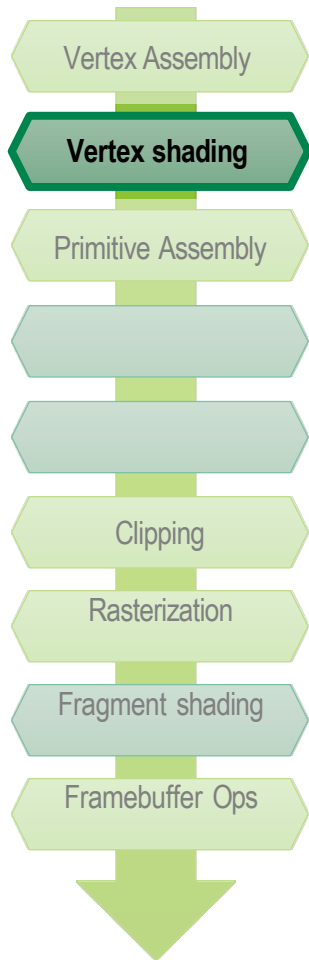 Vertex Assembly
Vertex shading
Primitive Assembly
Clipping
Rasterization
Fragment shading
Framebuffer Ops